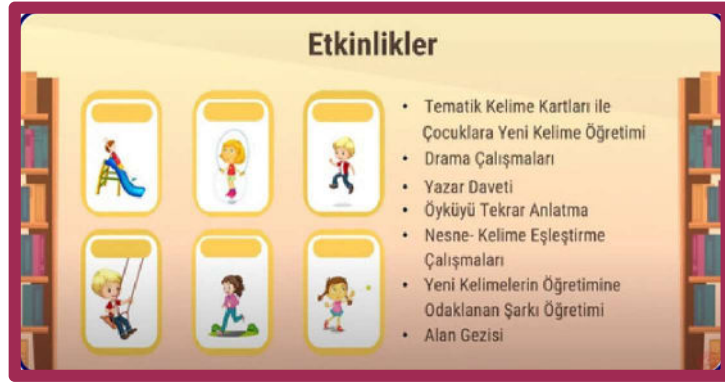 Etkinlikler
• Tematik Kelime Kartları ile
Çocuklara Yeni Kelime Öğretimi
• Drama Çalışmaları
• Yazar Daveti
• Öyküyü Tekrar Anlatma
• Nesne- Kelime Eşleştirme
Çalışmaları
• Yeni Kelimelerin Öğretimine
Odaklanan Şarkı Öğretimi
• Alan Gezisi